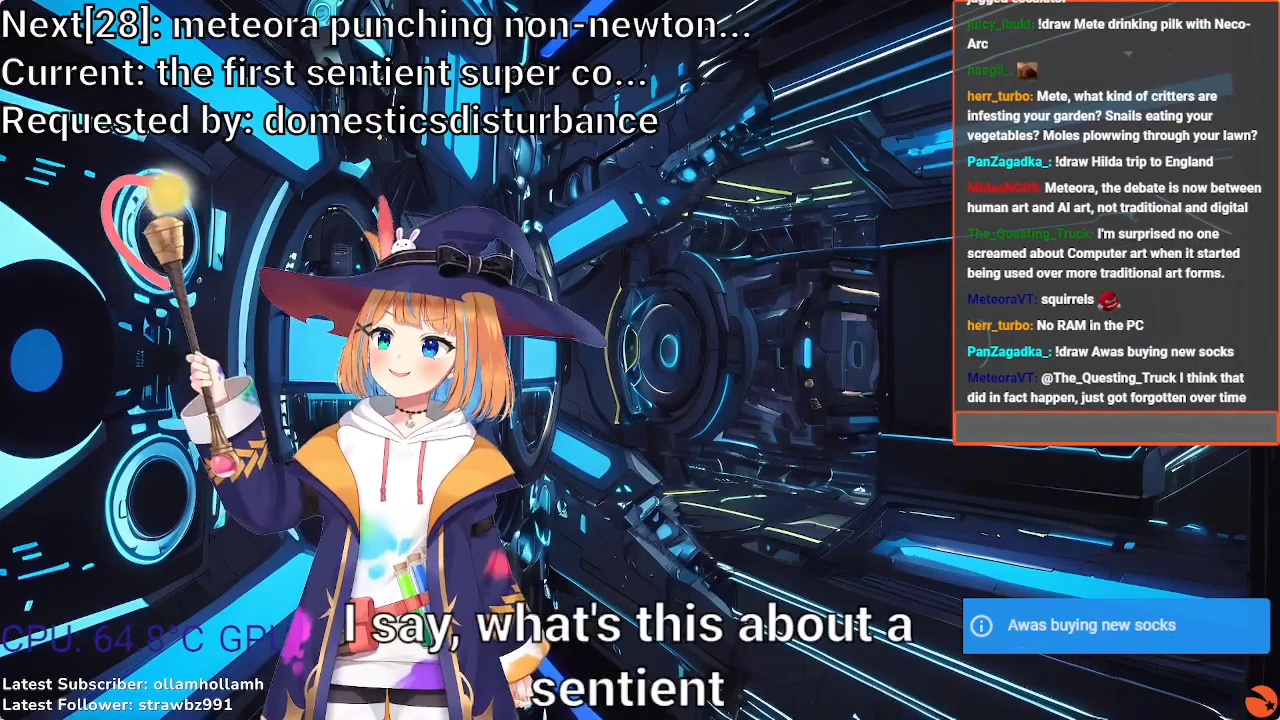 Next[28]: meteora punching non-newton...
Current: the first sentient super co...
Requested by: domesticsdisturbance
juicy_ibuki: !draw Mete drinking pilk with Neco-
Arc
naegii_:
herr_turbo: Mete, what kind of critters are
infesting your garden? Snails eating your
vegetables? Moles plowwing through your lawn?
PanZagadka_: !draw Hilda trip to England
MidasNG09: Meteora, the debate is now between
human art and AI art, not traditional and digital
The_Questing_Truck: I'm surprised no one
screamed about Computer art when it started
being used over more traditional art forms.
MeteoraVT: squirrels
herr_turbo: No RAM in the PC
PanZagadka_: !draw Awas buying new socks
MeteoraVT: @The_Questing_Truck I think that
did in fact happen, just got forgotten over time
Awas buying new socks
I say, what's this about a
sentient
CPU: 64.8°C GPU
Latest Subscriber: ollamhollamh
Latest Follower: strawbz991